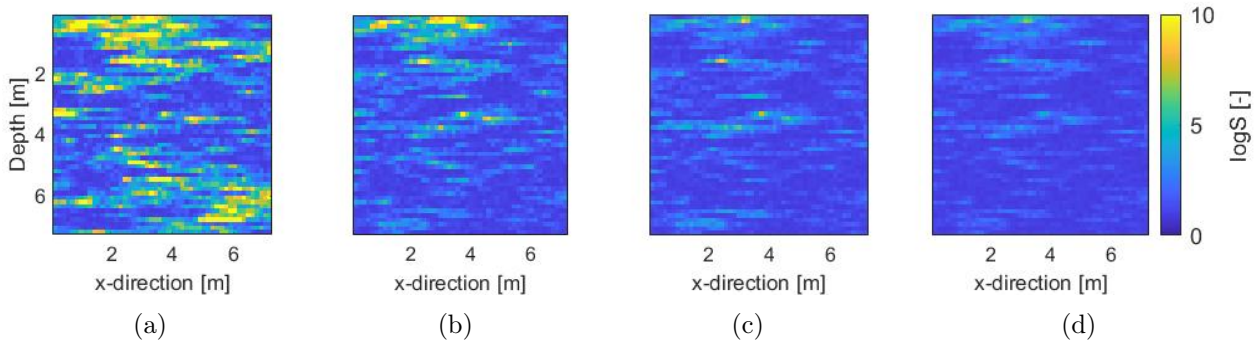 10
5
0
logS [-]
Depth [m]
2
4
6
2 4 6
x-direction [m]
(a)
2 4 6
x-direction [m]
(b)
2 4 6
x-direction [m]
(c)
2 4 6
x-direction [m]
(d)